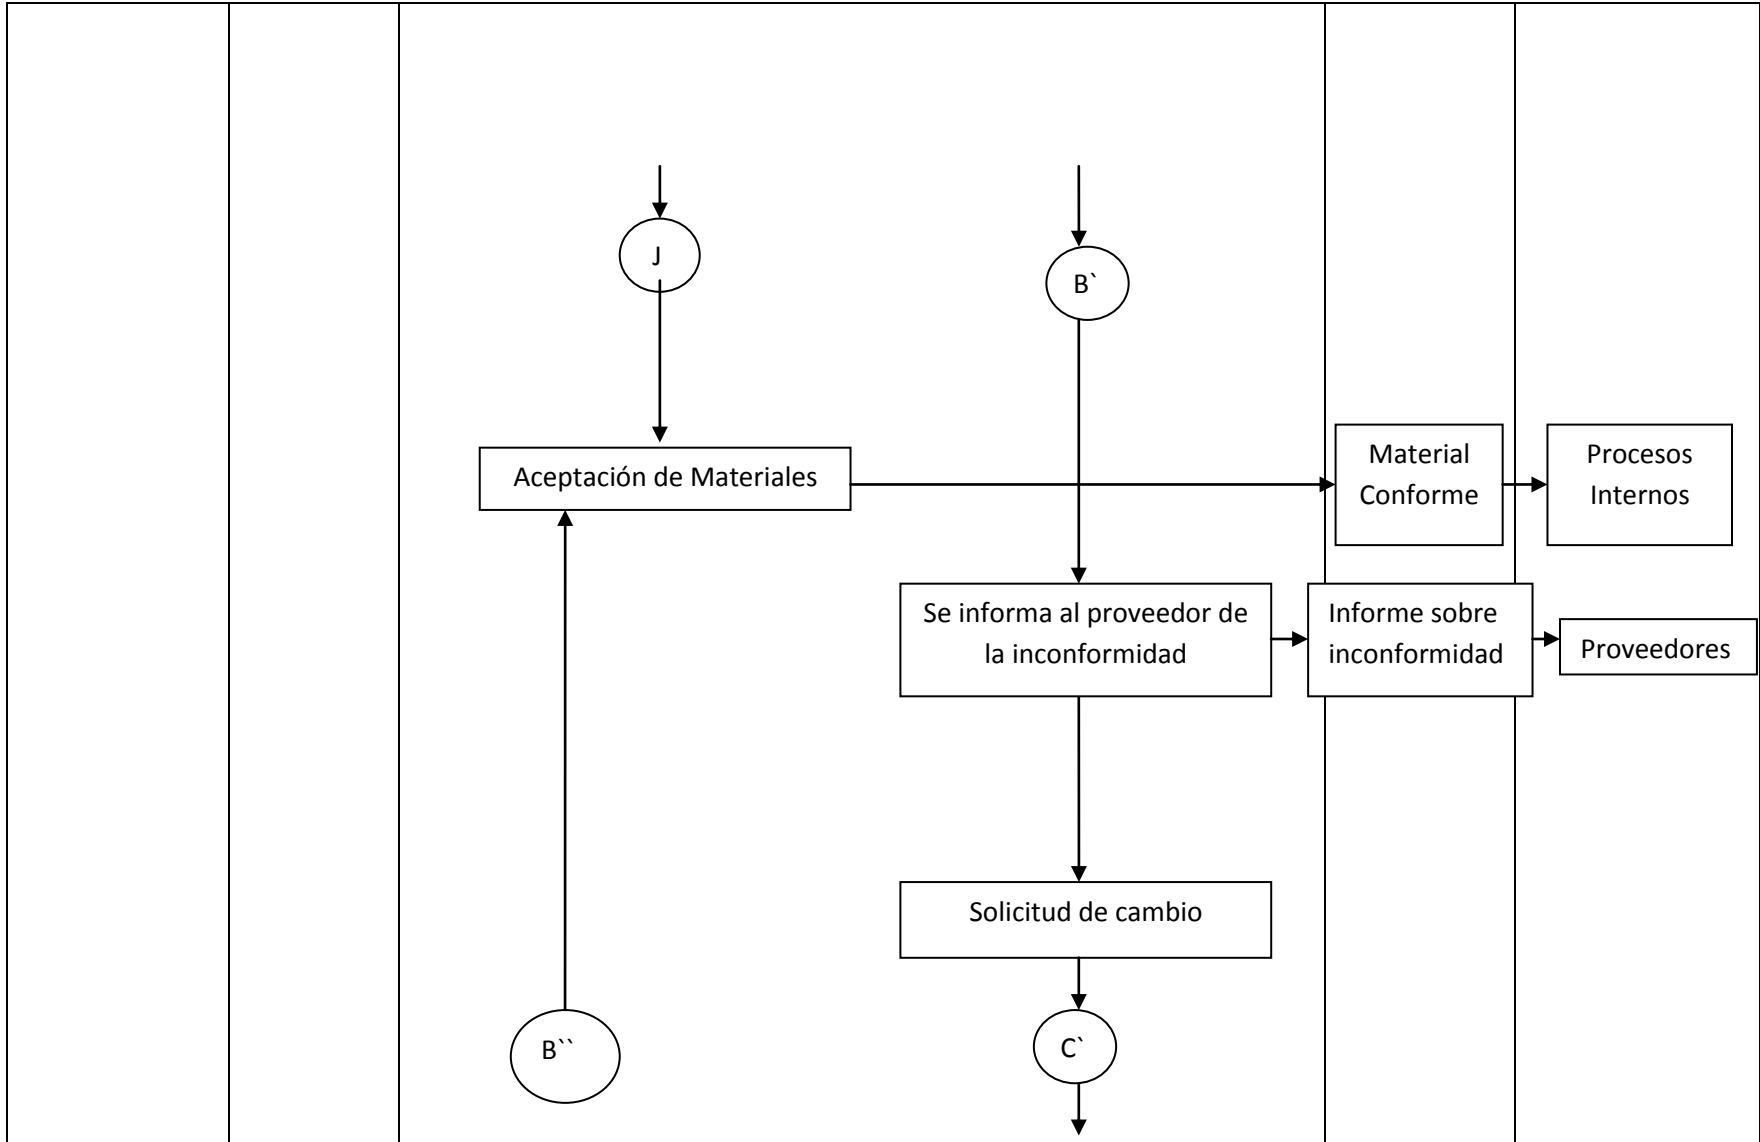 J
B`
Aceptación de Materiales
Material
Conforme
Procesos
Internos
Se informa al proveedor de
la inconformidad
Informe sobre
inconformidad
Proveedores
Solicitud de cambio
B``
C`